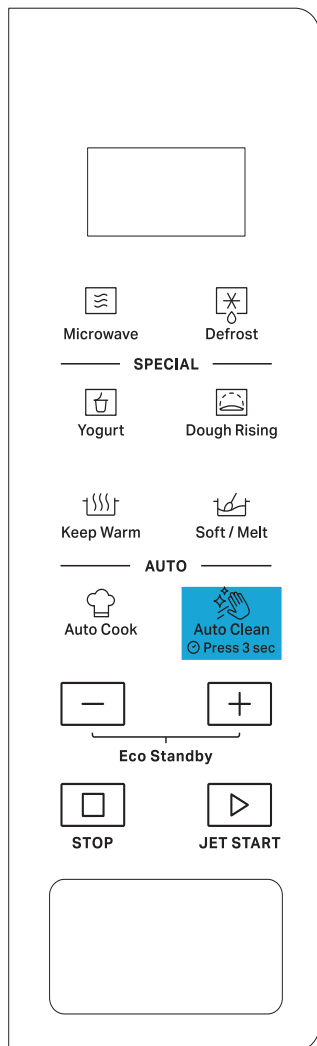 Microwave Defrost
SPECIAL
Yogurt Dough Rising
Keep Warm Soft / Melt
AUTO
Auto Cook Auto Clean
Press 3 sec
Eco Standby
STOP JET START